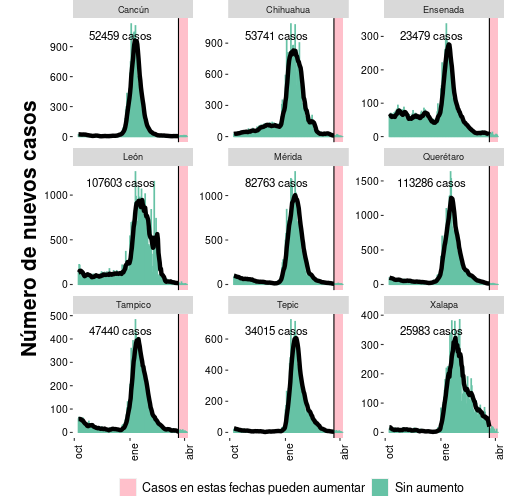 Cancún Chihuahua Ensenada
52459 casos 53741 casos 23479 casos
900 600 300 0
900 600 300 0
300 200 100 0
León Mérida Querétaro
107603 casos 82763 casos 113286 casos
1000 500 0
1000 500 0
1500 1000 500 0
Tampico Tepic Xalapa
47440 casos 34015 casos 25983 casos
500 400 300 200 100 0
600 400 200 0
400 300 200 100 0
oct ene abr oct ene abr oct ene abr
Número de nuevos casos
Casos en estas fechas pueden aumentar Sin aumento